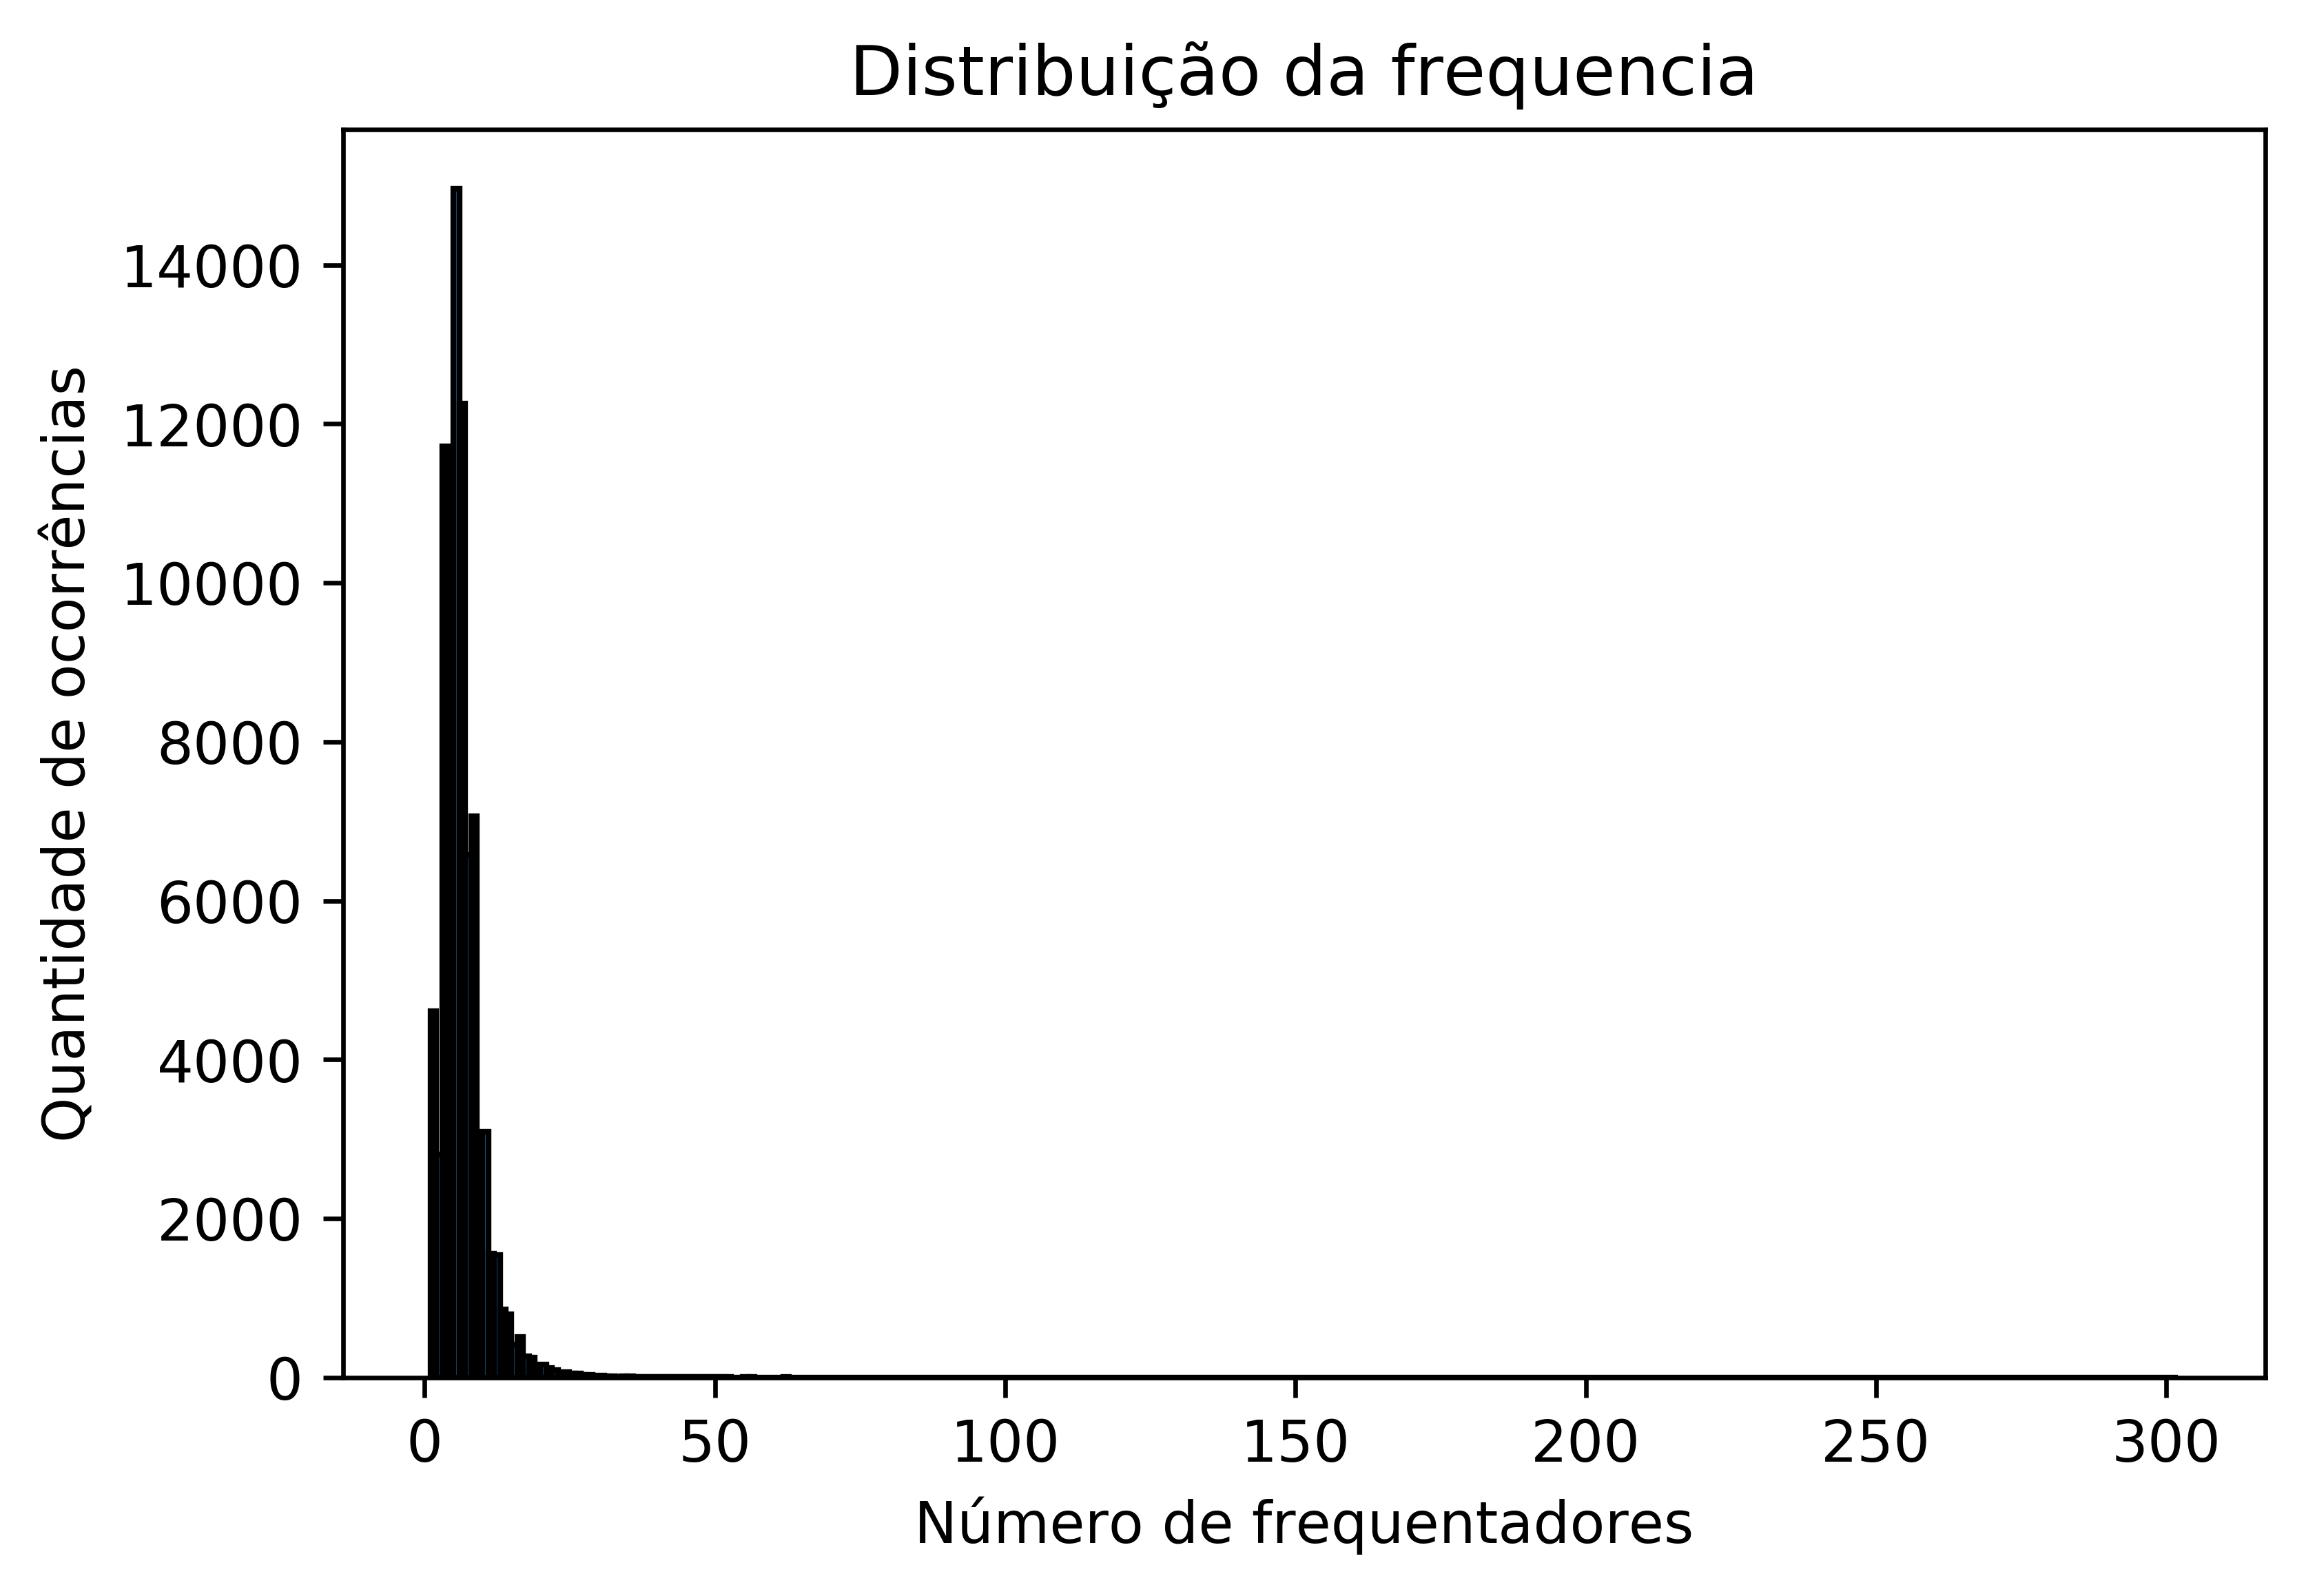 Distribuição da frequencia
Quantidade de ocorrências
14000
12000
10000
8000
6000
4000
2000
0
0 50 100 150 200 250 300
Número de frequentadores